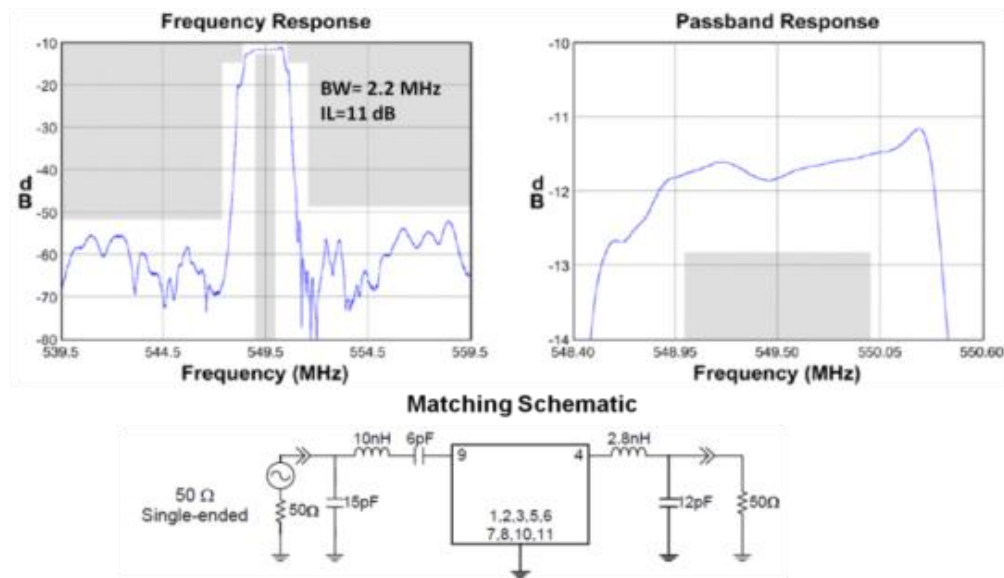 Frequency Response
-10
-20
-30
-40
-50
-60
-70
-80
dB
BW= 2.2 MHz
IL=11 dB
539.5 544.5 549.5 554.5 559.5
Frequency (MHz)
Passband Response
-10
-11
-12
-13
-14
dB
548.40 548.95 549.50 550.05 550.60
Frequency (MHz)
Matching Schematic
10nH 6pF 2.8nH
9 4
50 Ω
Single-ended
50Ω
15pF
12pF
50Ω
1,2,3,5,6
7,8,10,11